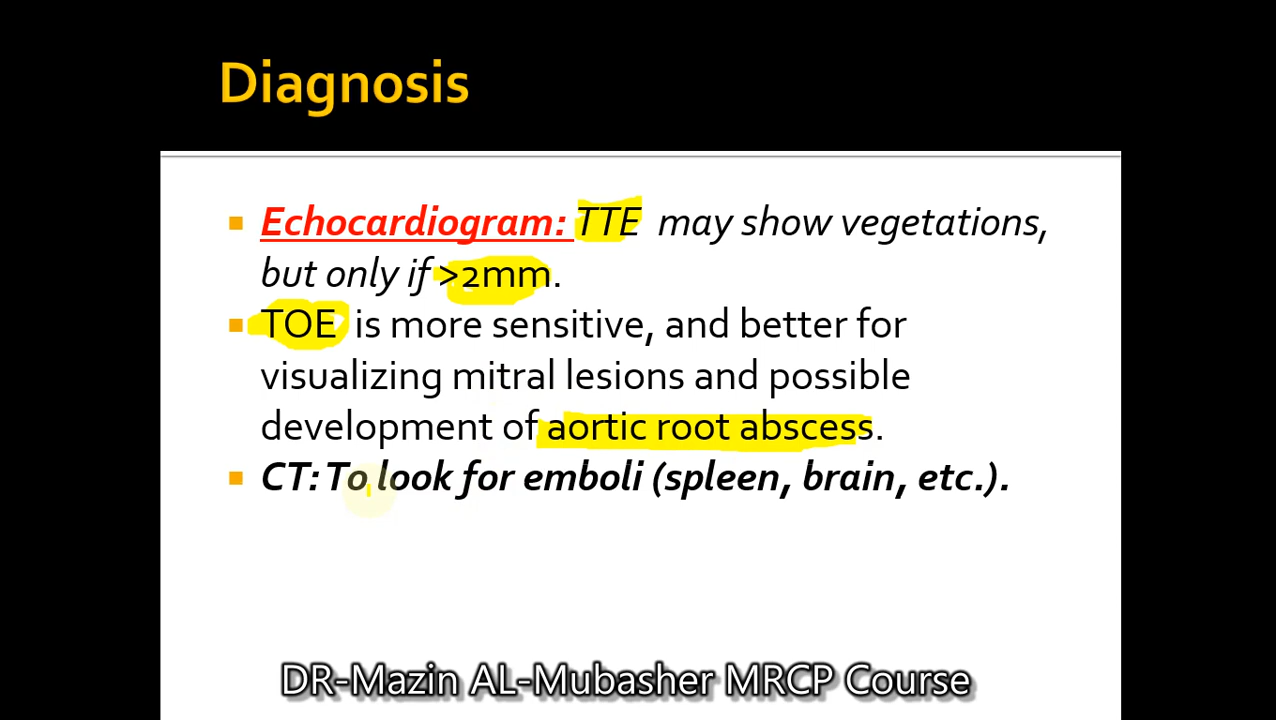 Diagnosis
Echocardiogram: TTE may show vegetations,
but only if >2mm.
TOE is more sensitive, and better for
visualizing mitral lesions and possible
development of aortic root abscess.
CT: To look for emboli (spleen, brain, etc.).
DR-Mazin AL-Mubasher MRCP Course